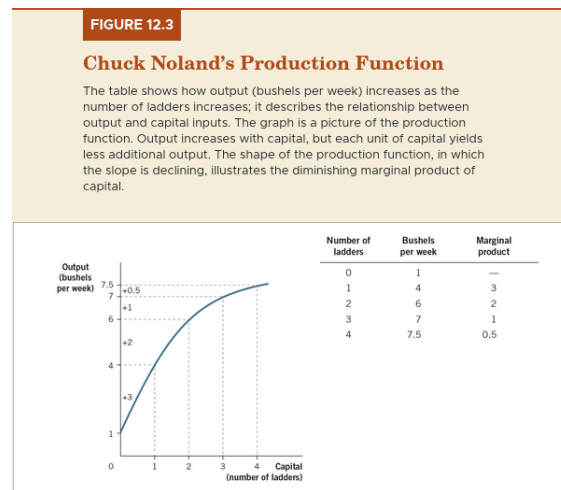 FIGURE 12.3
Chuck Noland's Production Function
The table shows how output (bushels per week) increases as the
number of ladders increases; it describes the relationship between
output and capital inputs. The graph is a picture of the production
function. Output increases with capital, but each unit of capital yields
less additional output. The shape of the production function, in which
the slope is declining, illustrates the diminishing marginal product of
capital.
Output
(bushels
per week)
7.5
+0.5
7
+1
6
+2
4
+3
1
0 1 2 3 4 Capital
(number of ladders)
Number of Bushels Marginal
ladders per week product
0 1 —
1 4 3
2 6 2
3 7 1
4 7.5 0.5